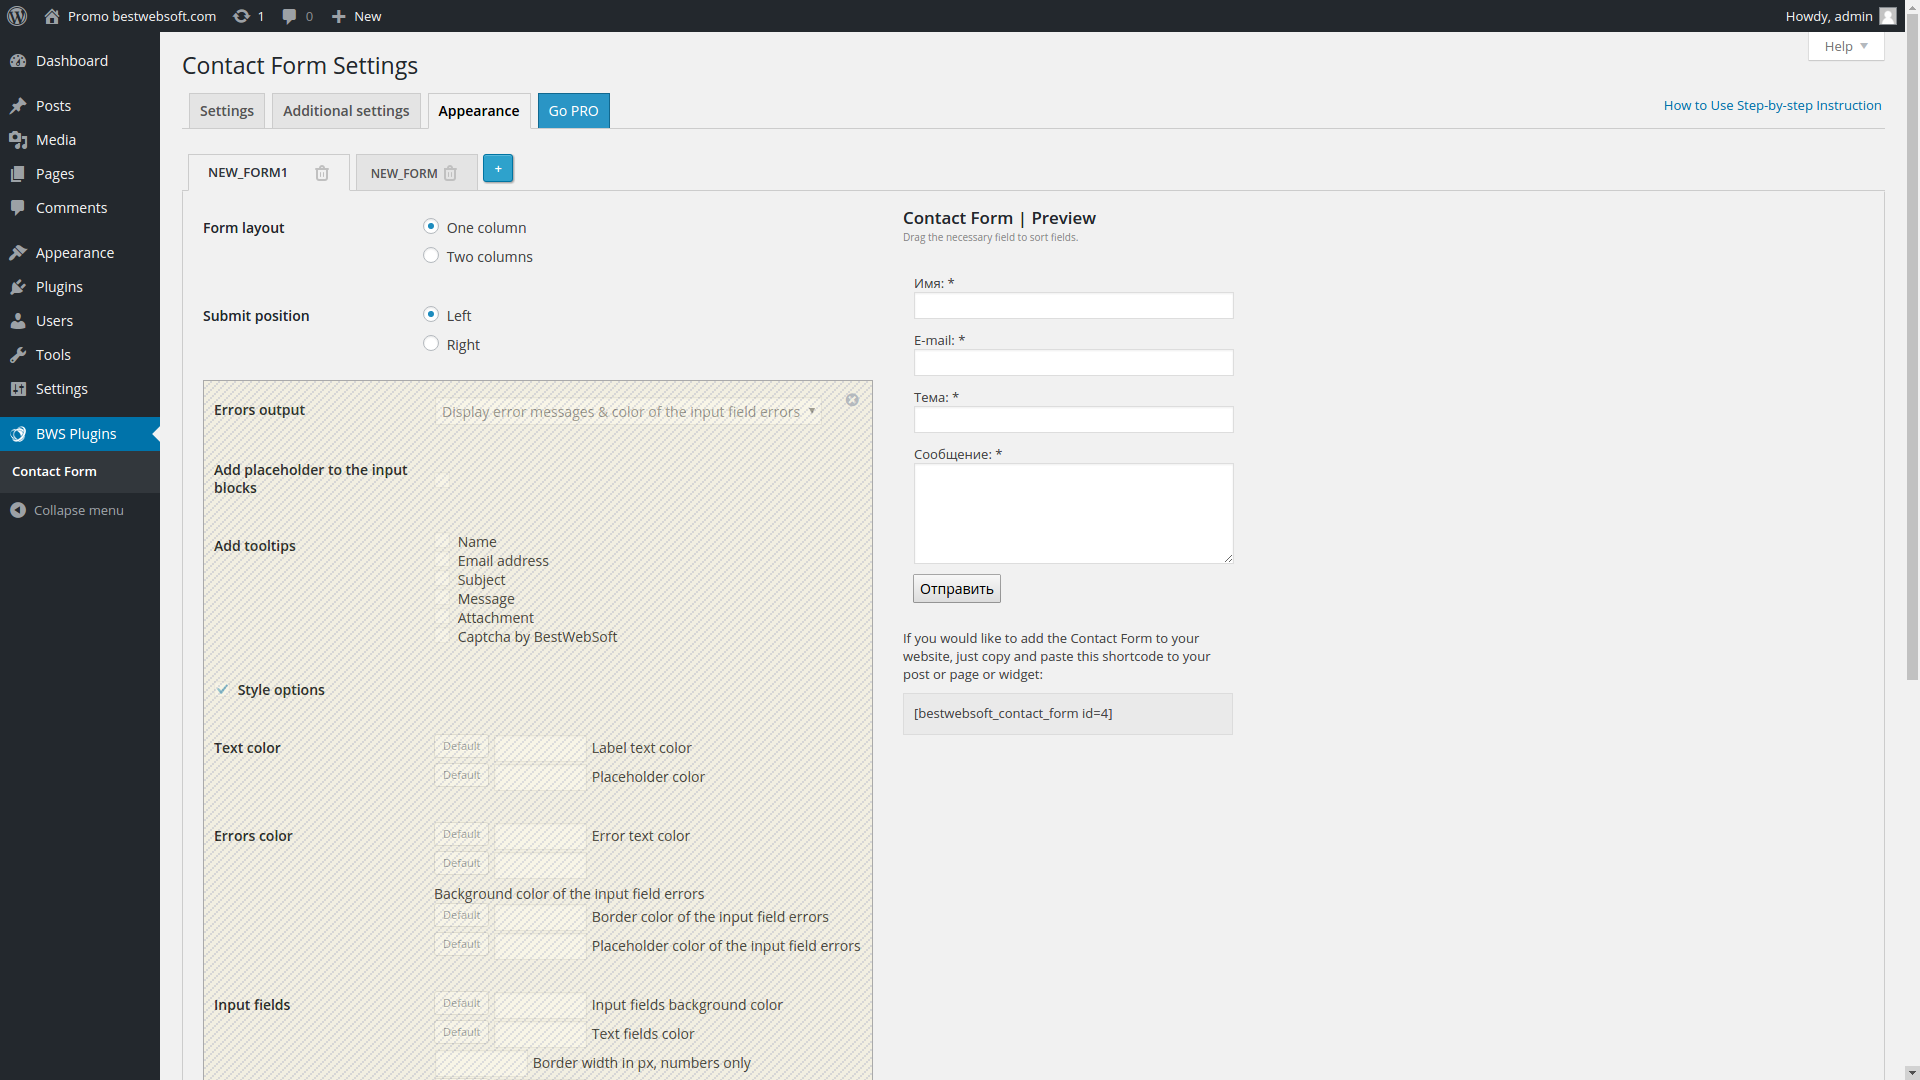 Promo bestwebsoft.com 1 0 New Howdy, admin
Help
Dashboard
Posts
Media
Pages
Comments
Appearance
Plugins
Users
Tools
Settings
BWS Plugins
Contact Form
Collapse menu
Contact Form Settings
Settings Additional settings Appearance Go PRO
How to Use Step-by-step Instruction
NEW_FORM1 NEW_FORM +
Form layout
One column
Two columns
Submit position
Left
Right
Errors output
Display error messages & color of the input field errors
Add placeholder to the input
blocks
Add tooltips
Name
Email address
Subject
Message
Attachment
Captcha by BestWebSoft
Style options
Text color
Default Label text color
Default Placeholder color
Errors color
Default Error text color
Default
Background color of the input field errors
Default Border color of the input field errors
Default Placeholder color of the input field errors
Input fields
Default Input fields background color
Default Text fields color
Border width in px, numbers only
Contact Form | Preview
Drag the necessary field to sort fields.
Имя: *
E-mail: *
Тема: *
Сообщение: *
Отправить
If you would like to add the Contact Form to your
website, just copy and paste this shortcode to your
post or page or widget:
[bestwebsoft_contact_form id=4]